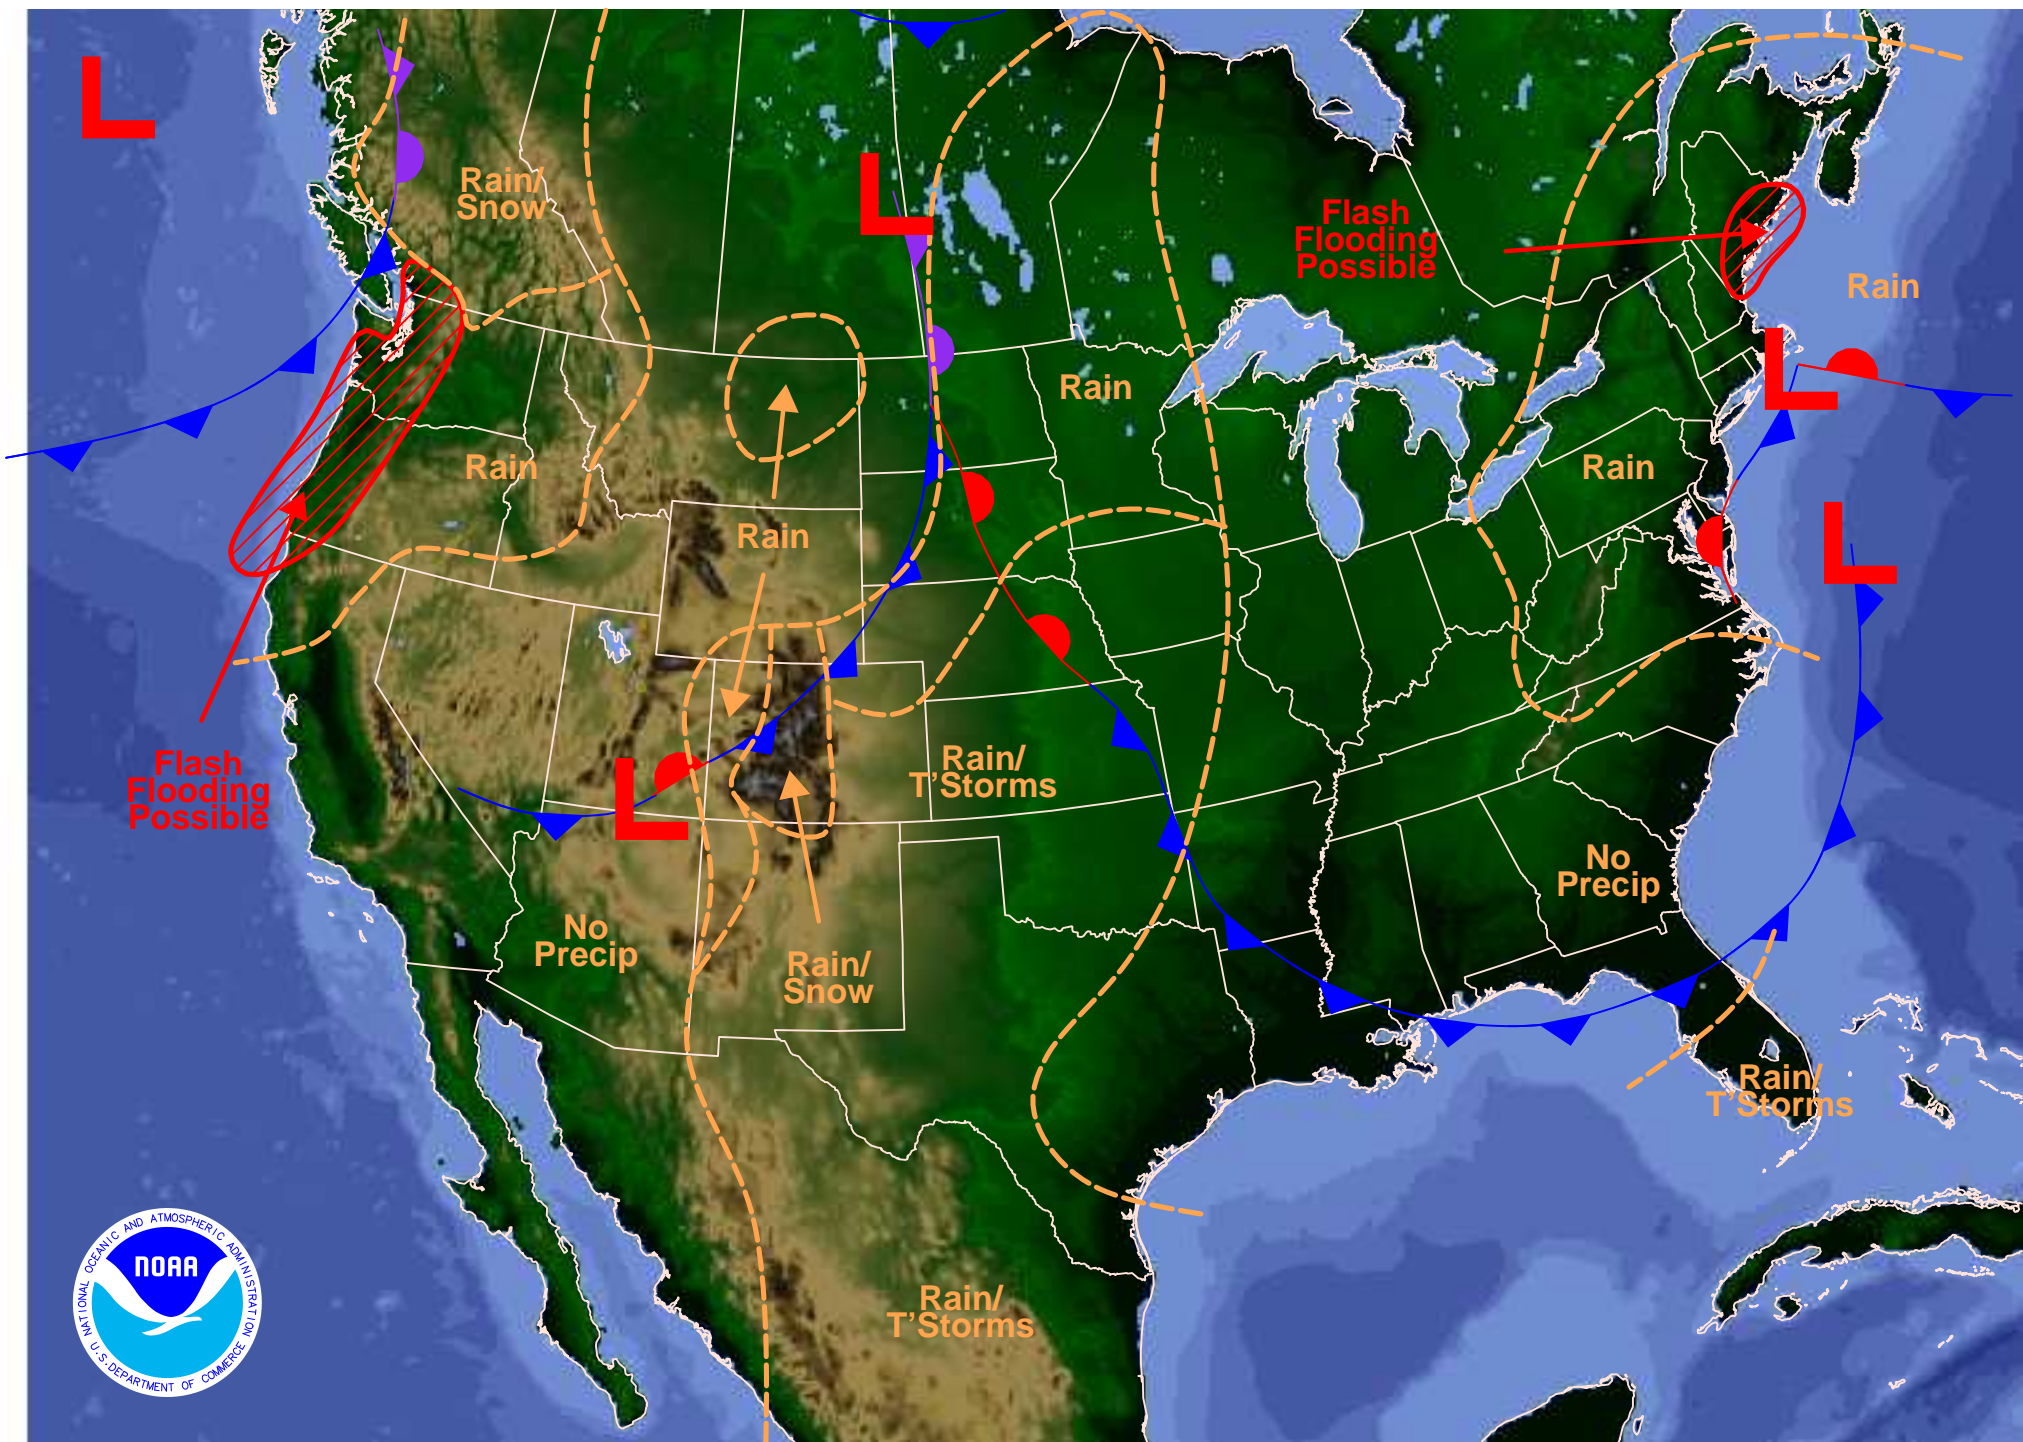 L
Rain/
Snow
L
Flash
Flooding
Possible
Rain
L
Rain
Rain
Rain
Rain
L
L
Flash
Flooding
Possible
Rain/
T'Storms
No
Precip
No
Precip
Rain/
Snow
Rain/
T'Storms
Rain/
T'Storms
NATIONAL OCEANIC AND ATMOSPHERIC ADMINISTRATION
NOAA
U.S. DEPARTMENT OF COMMERCE